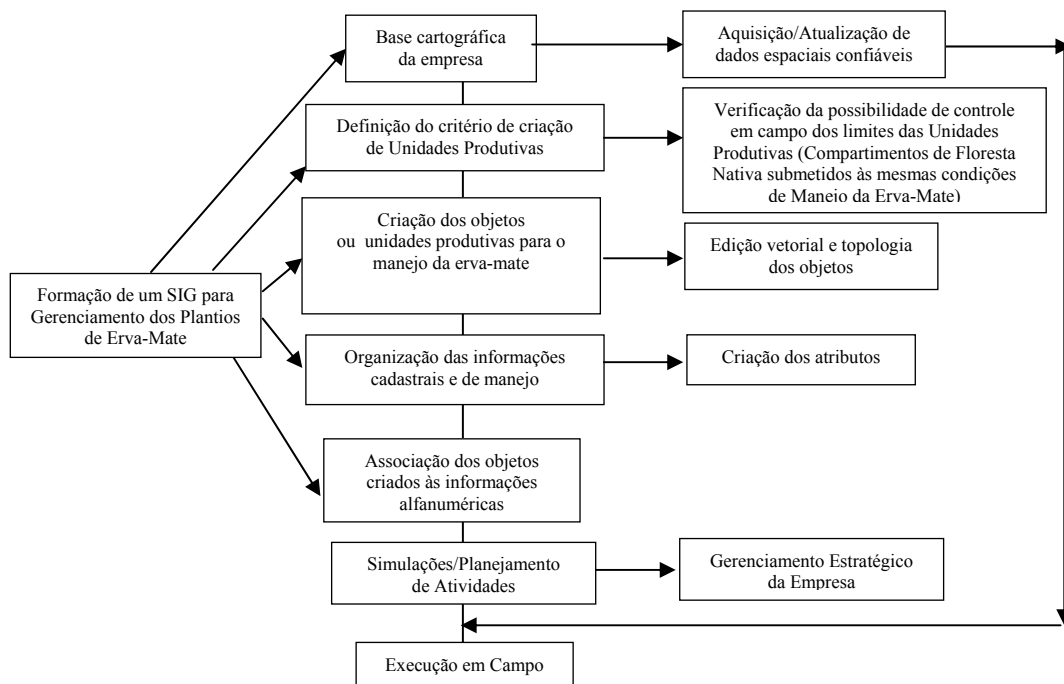 Base cartográfica
da empresa
Aquisição/Atualização de
dados espaciais confiáveis
Definição do critério de criação
de Unidades Produtivas
Verificação da possibilidade de controle
em campo dos limites das Unidades
Produtivas (Compartimentos de Floresta
Nativa submetidos às mesmas condições
de Manejo da Erva-Mate)
Criação dos objetos
ou unidades produtivas para o
manejo da erva-mate
Edição vetorial e topologia
dos objetos
Formação de um SIG para
Gerenciamento dos Plantios
de Erva-Mate
Organização das informações
cadastrais e de manejo
Criação dos atributos
Associação dos objetos
criados às informações
alfanuméricas
Simulações/Planejamento
de Atividades
Gerenciamento Estratégico
da Empresa
Execução em Campo